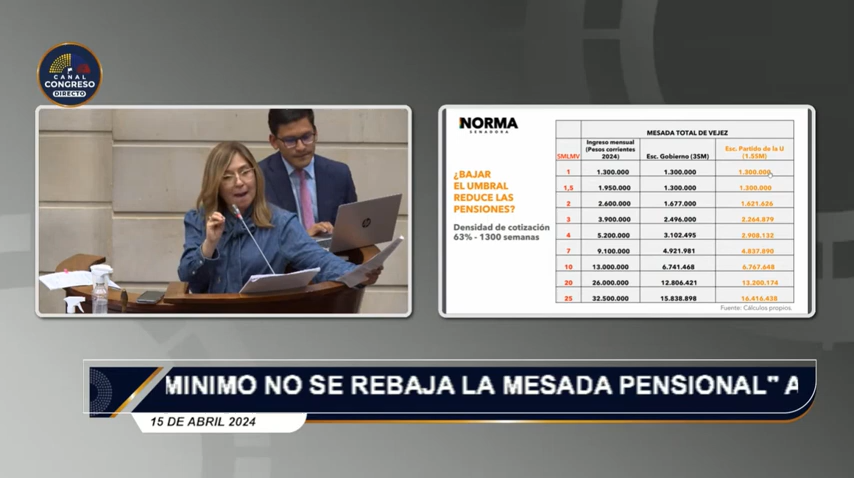 CANAL
CONGRESO
DIRECTO
hp
NORMA
SENADORA
¿BAJAR
EL UMBRAL
REDUCE LAS
PENSIONES?
Densidad de cotización
63% - 1300 semanas
MESADA TOTAL DE VEJEZ
SMLMV Ingreso mensual (Pesos corrientes 2024) Esc. Gobierno (3SM) Esc. Partido de la U (1.5SM)
1 1.300.000 1.300.000 1.300.000
1,5 1.950.000 1.300.000 1.300.000
2 2.600.000 1.677.000 1.621.626
3 3.900.000 2.496.000 2.264.879
4 5.200.000 3.102.495 2.908.132
7 9.100.000 4.921.981 4.837.890
10 13.000.000 6.741.468 6.767.648
20 26.000.000 12.806.421 13.200.174
25 32.500.000 15.838.898 16.416.438
Fuente: Cálculos propios.
MINIMO NO SE REBAJA LA MESADA PENSIONAL" A
15 DE ABRIL 2024